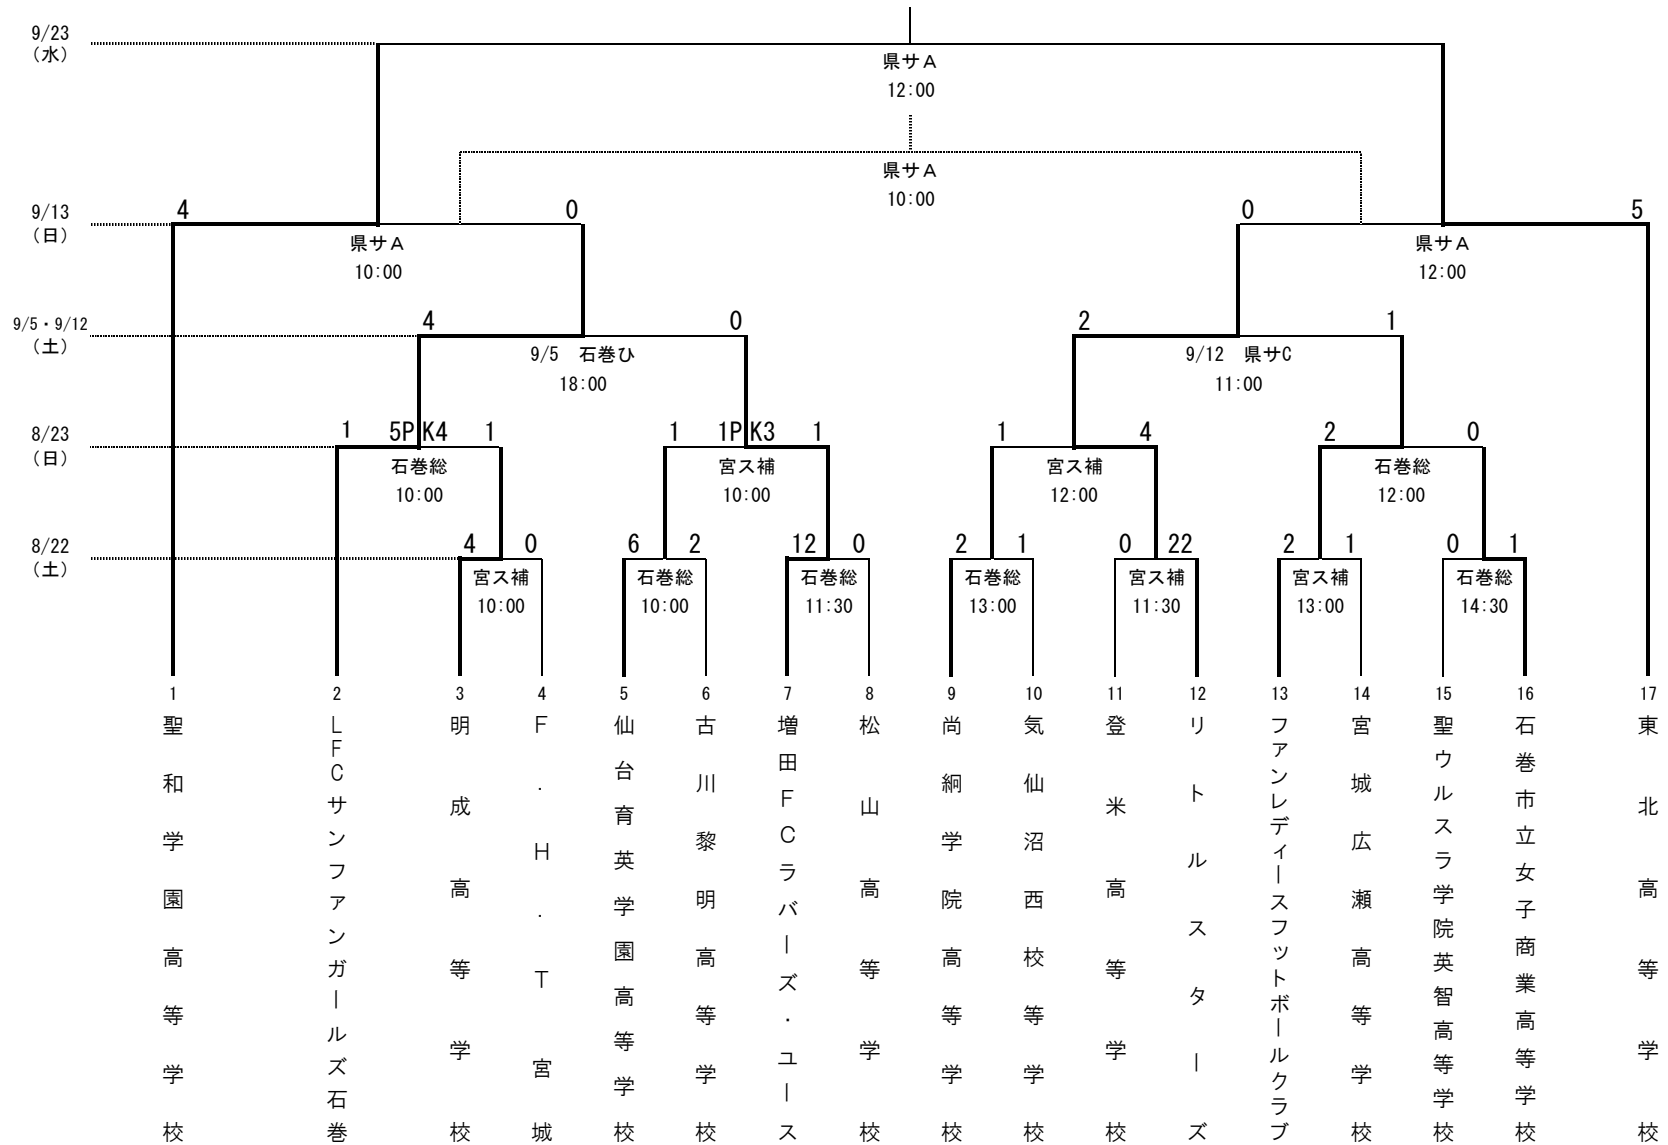 9/23
（水）
県サA
12:00
県サA
10:00
9/13
（日）
4
0
0
5
県サA
10:00
県サA
12:00
9/5・9/12
（土）
4
0
2
1
9/5　石巻ひ
18:00
9/12　県サC
11:00
8/23
（日）
1
5PK4
1
1
1PK3
1
1
4
2
0
石巻総
10:00
宮ス補
10:00
宮ス補
12:00
石巻総
12:00
8/22
（土）
4
0
6
2
12
0
2
1
0
22
2
1
0
1
宮ス補
10:00
石巻総
10:00
石巻総
11:30
石巻総
13:00
宮ス補
11:30
宮ス補
13:00
石巻総
14:30
1
聖和学園高等学校
2
LFCサンファンガールズ石巻
3
明成高等学校
4
F．H．T宮城
5
仙台育英学園高等学校
6
古川黎明高等学校
7
増田FCラバーズ・ユース
8
松山高等学校
9
尚絅学院高等学校
10
気仙沼西校等学校
11
登米高等学校
12
リトルスターズ
13
ファンレディースフットボールクラブ
14
宮城広瀬高等学校
15
聖ウルスラ学院英智高等学校
16
石巻市立女子商業高等学校
17
東北高等学校